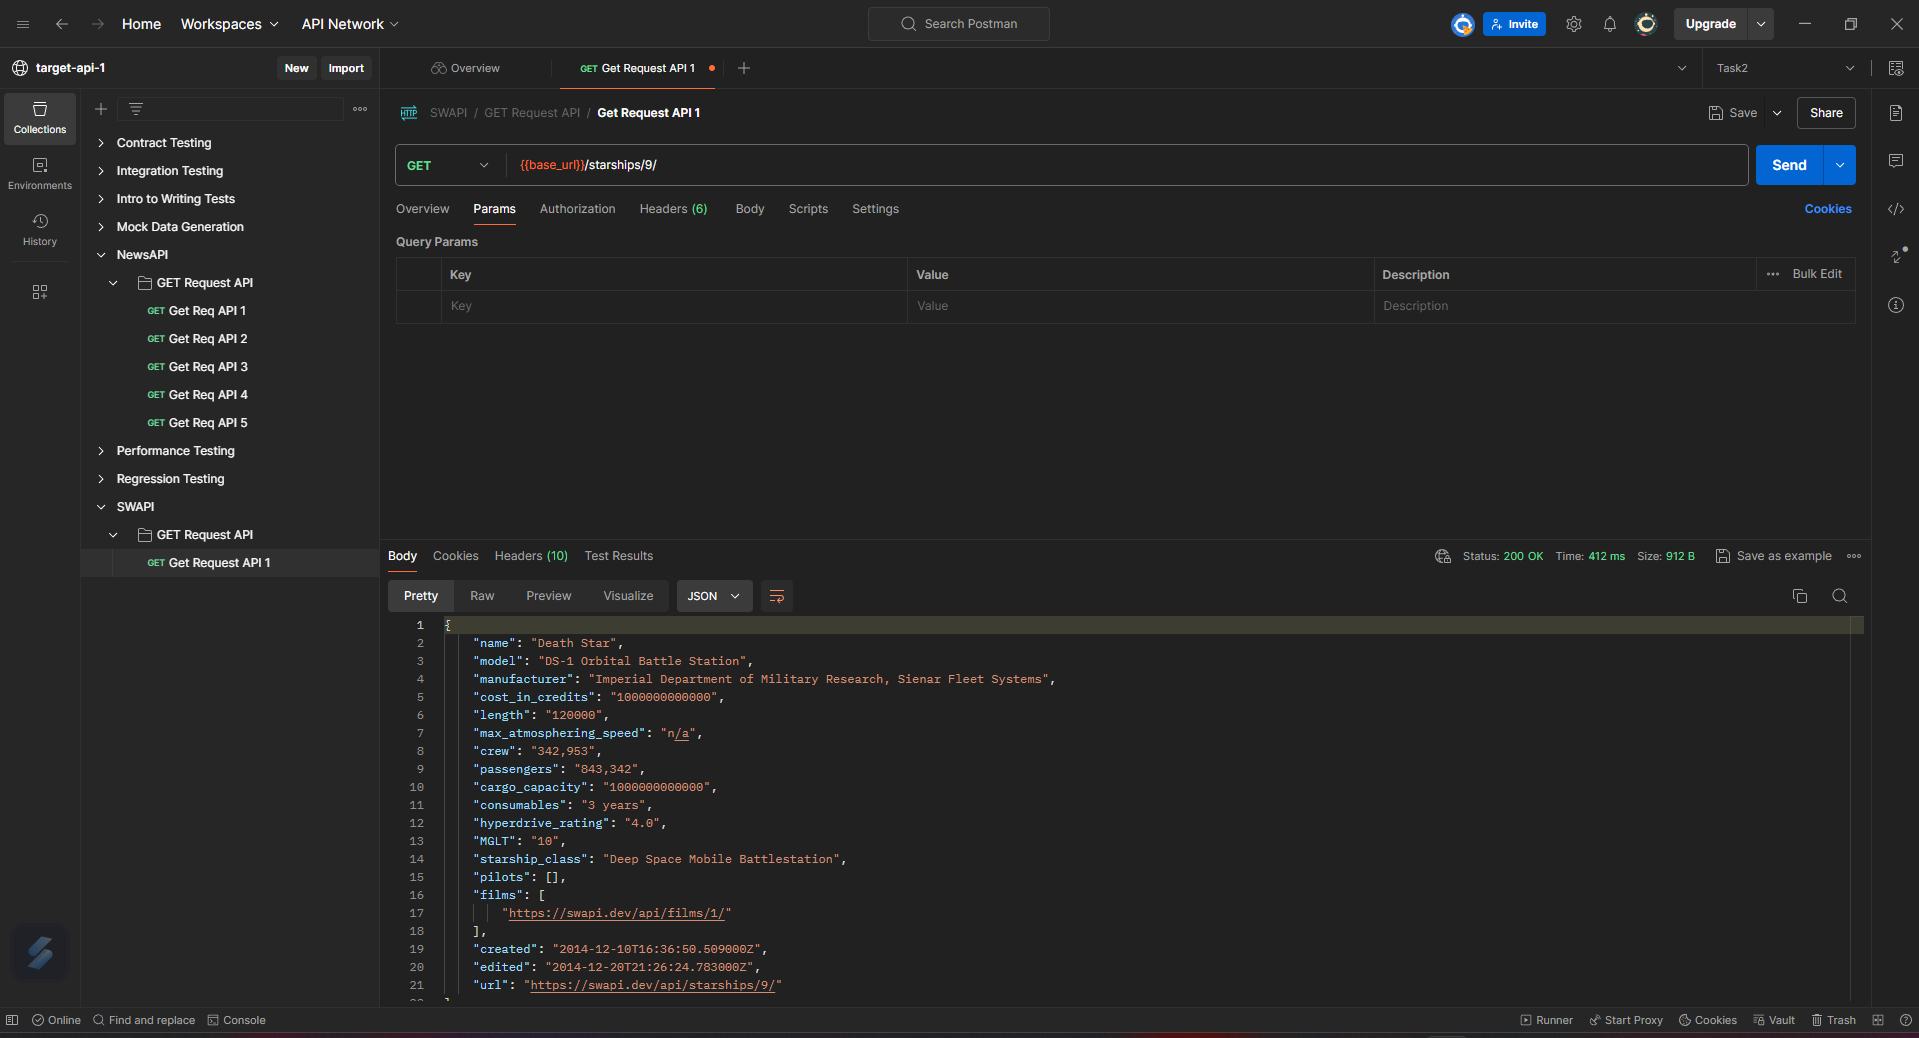 Home Workspaces API Network Search Postman Invite Upgrade
target-api-1 New Import Overview GET Get Request API 1 Task2
Collections
Environments
History
Contract Testing
Integration Testing
Intro to Writing Tests
Mock Data Generation
NewsAPI
GET Request API
GET Get Req API 1
GET Get Req API 2
GET Get Req API 3
GET Get Req API 4
GET Get Req API 5
Performance Testing
Regression Testing
SWAPI
GET Request API
GET Get Request API 1
HTTP SWAPI / GET Request API / Get Request API 1 Save Share
GET {{base_url}}/starships/9/ Send
Overview Params Authorization Headers (6) Body Scripts Settings Cookies
Query Params
Key Value Description ••• Bulk Edit
Key Value Description
Body Cookies Headers (10) Test Results Status: 200 OK Time: 412 ms Size: 912 B Save as example
Pretty Raw Preview Visualize JSON
1 {
2 "name": "Death Star",
3 "model": "DS-1 Orbital Battle Station",
4 "manufacturer": "Imperial Department of Military Research, Sienar Fleet Systems",
5 "cost_in_credits": "1000000000000",
6 "length": "120000",
7 "max_atmosphering_speed": "n/a",
8 "crew": "342,953",
9 "passengers": "843,342",
10 "cargo_capacity": "1000000000000",
11 "consumables": "3 years",
12 "hyperdrive_rating": "4.0",
13 "MGLT": "10",
14 "starship_class": "Deep Space Mobile Battlestation",
15 "pilots": [],
16 "films": [
17 "https://swapi.dev/api/films/1/"
18 ],
19 "created": "2014-12-10T16:36:50.509000Z",
20 "edited": "2014-12-20T21:26:24.783000Z",
21 "url": "https://swapi.dev/api/starships/9/"
Online Find and replace Console Runner Start Proxy Cookies Vault Trash